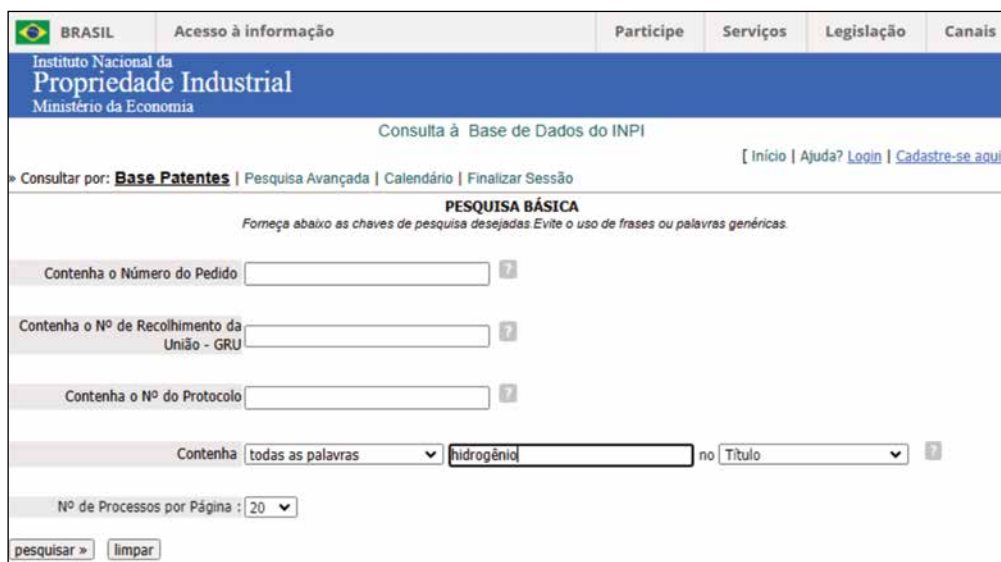 BRASIL Acesso à informação Participe Serviços Legislação Canais
Instituto Nacional da
Propriedade Industrial
Ministério da Economia
Consulta à Base de Dados do INPI
[ Início | Ajuda? Login | Cadastre-se aqui
» Consultar por: Base Patentes | Pesquisa Avançada | Calendário | Finalizar Sessão
PESQUISA BÁSICA
Forneça abaixo as chaves de pesquisa desejadas.Evite o uso de frases ou palavras genéricas.
Contenha o Número do Pedido ?
Contenha o Nº de Recolhimento da
União - GRU ?
Contenha o Nº do Protocolo ?
Contenha todas as palavras hidrogênio no Título ?
Nº de Processos por Página : 20
pesquisar » limpar